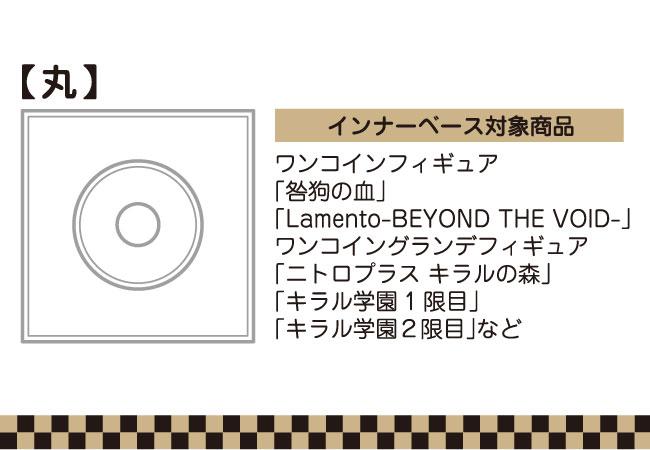 【丸】
インナーベース対象商品
ワンコインフィギュア
「咎狗の血」
「Lamento-BEYOND THE VOID-」
ワンコイングランデフィギュア
「ニトロプラス キラルの森」
「キラル学園１限目」
「キラル学園２限目」など